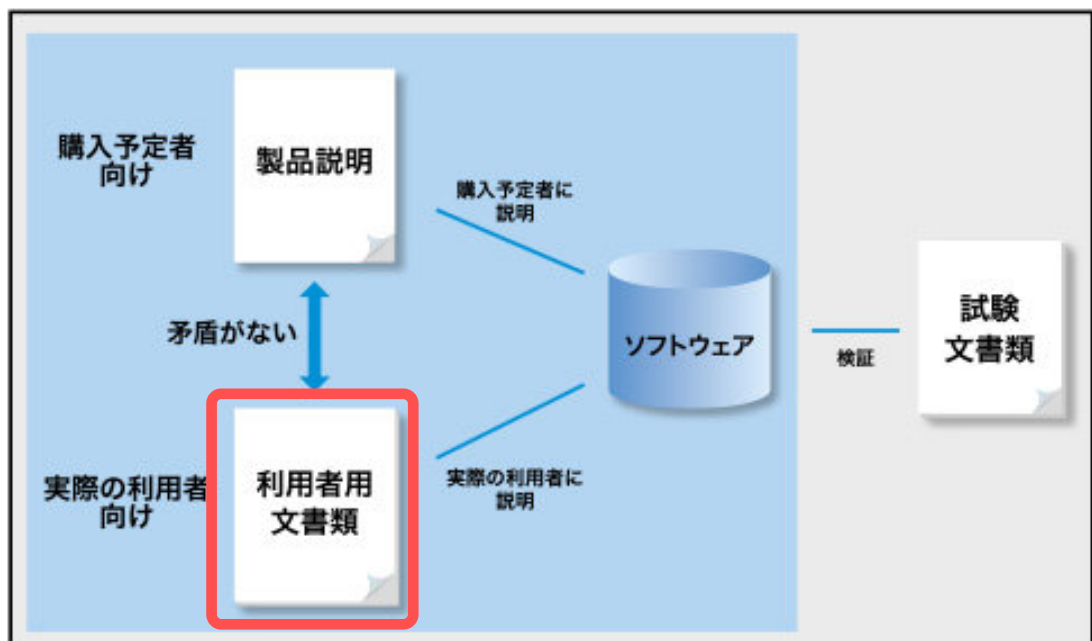 購入予定者
向け
製品説明
購入予定者に
説明
矛盾がない
ソフトウェア
試験
文書類
検証
実際の利用者
向け
利用者用
文書類
実際の利用者に
説明